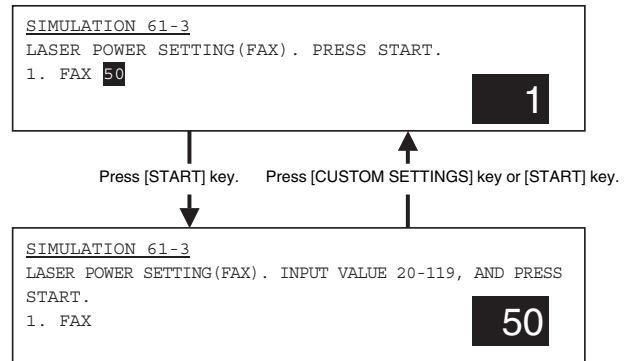 SIMULATION 61-3
LASER POWER SETTING(FAX). PRESS START.
1. FAX 50
1
Press [START] key.
Press [CUSTOM SETTINGS] key or [START] key.
SIMULATION 61-3
LASER POWER SETTING(FAX). INPUT VALUE 20-119, AND PRESS
START.
1. FAX
50